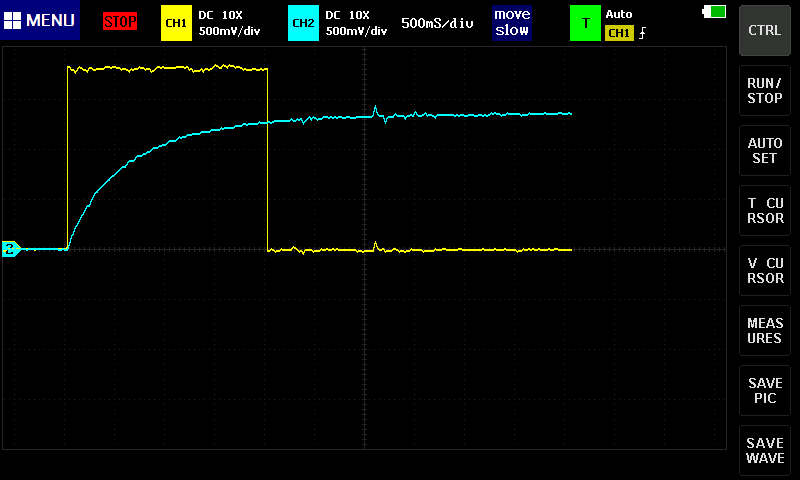 MENU
STOP
CH1
DC 10X
500mV/div
CH2
DC 10X
500mV/div
500mS/div
move
slow
T
Auto
CH1
CTRL
RUN/
STOP
AUTO
SET
T CU
RSOR
V CU
RSOR
MEAS
URES
SAVE
PIC
SAVE
WAVE
2